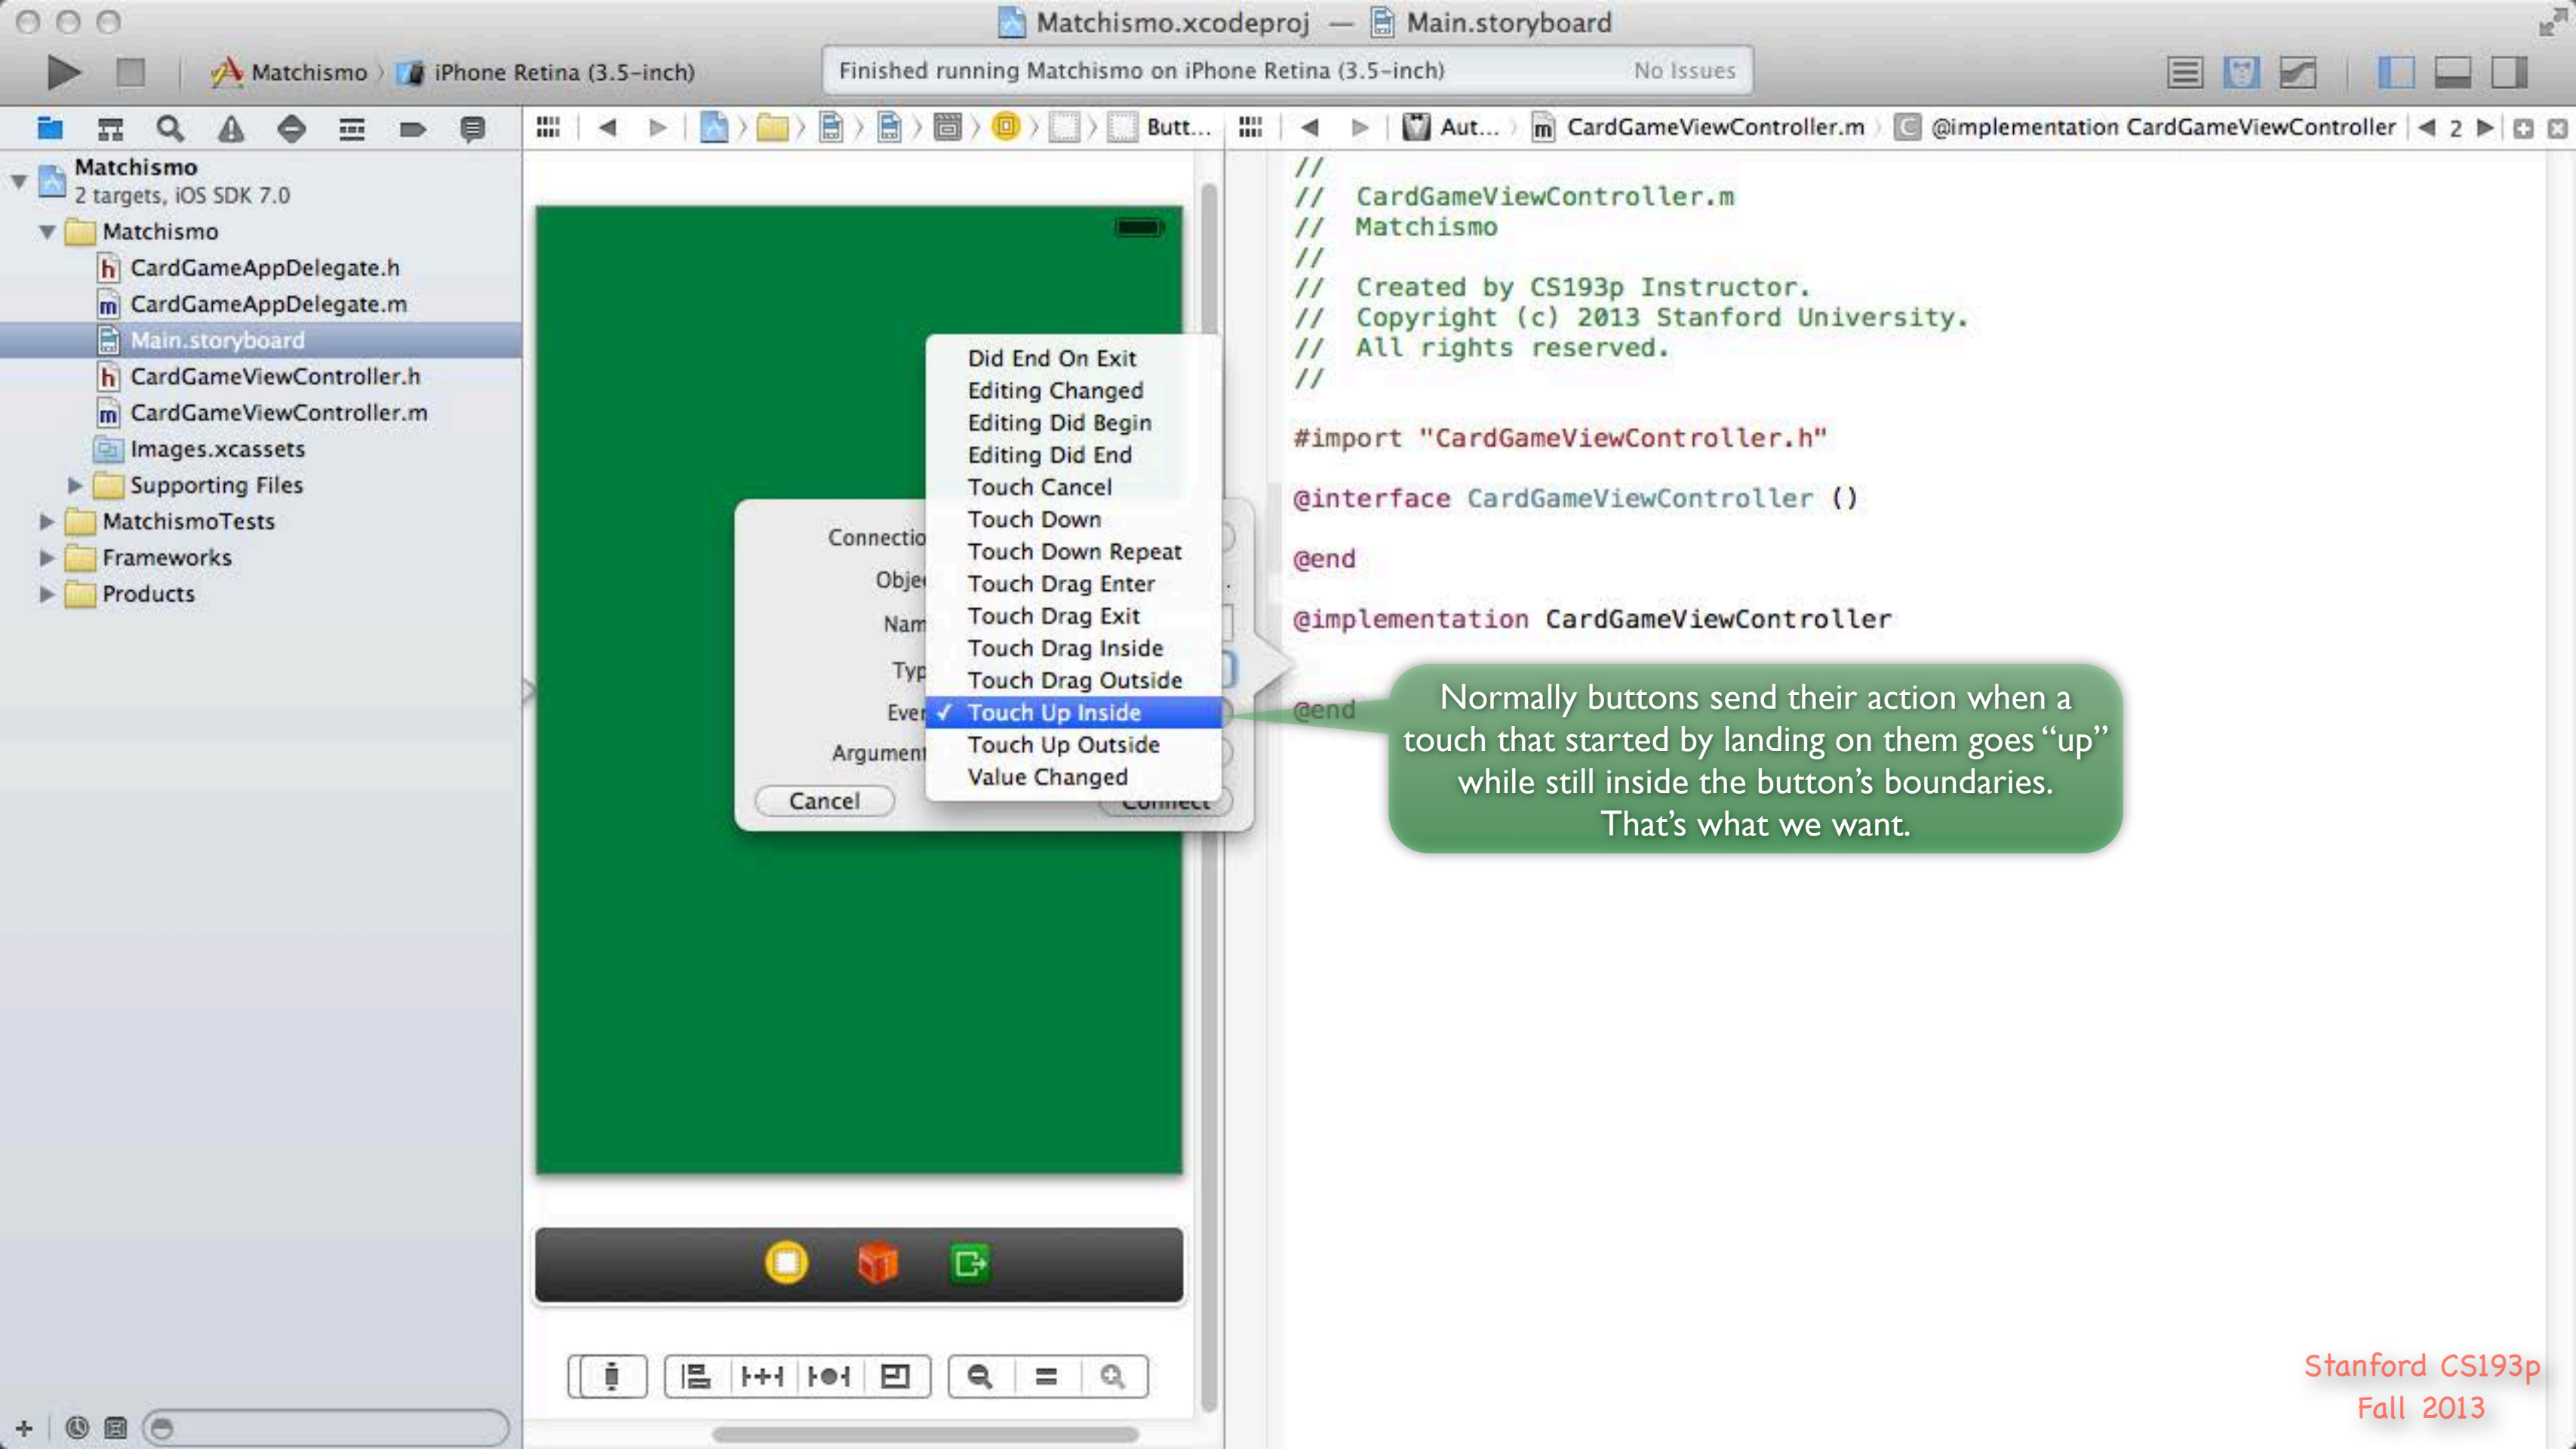 Matchismo.xcodeproj — Main.storyboard
Matchismo
iPhone Retina (3.5-inch)
Finished running Matchismo on iPhone Retina (3.5-inch)
No Issues
Butt...
Aut...
m
CardGameViewController.m
C
@implementation CardGameViewController
2
Matchismo
2 targets, iOS SDK 7.0
Matchismo
h CardGameAppDelegate.h
m CardGameAppDelegate.m
Main.storyboard
h CardGameViewController.h
m CardGameViewController.m
Images.xcassets
Supporting Files
MatchismoTests
Frameworks
Products
Connectio
Obje
Nam
Typ
Even
Argument
Cancel
Connect
Did End On Exit
Editing Changed
Editing Did Begin
Editing Did End
Touch Cancel
Touch Down
Touch Down Repeat
Touch Drag Enter
Touch Drag Exit
Touch Drag Inside
Touch Drag Outside
✓ Touch Up Inside
Touch Up Outside
Value Changed
//
// CardGameViewController.m
// Matchismo
//
// Created by CS193p Instructor.
// Copyright (c) 2013 Stanford University.
// All rights reserved.
//
#import "CardGameViewController.h"
@interface CardGameViewController ()
@end
@implementation CardGameViewController
@end
Normally buttons send their action when a
touch that started by landing on them goes “up”
while still inside the button’s boundaries.
That’s what we want.
Stanford CS193p
Fall 2013